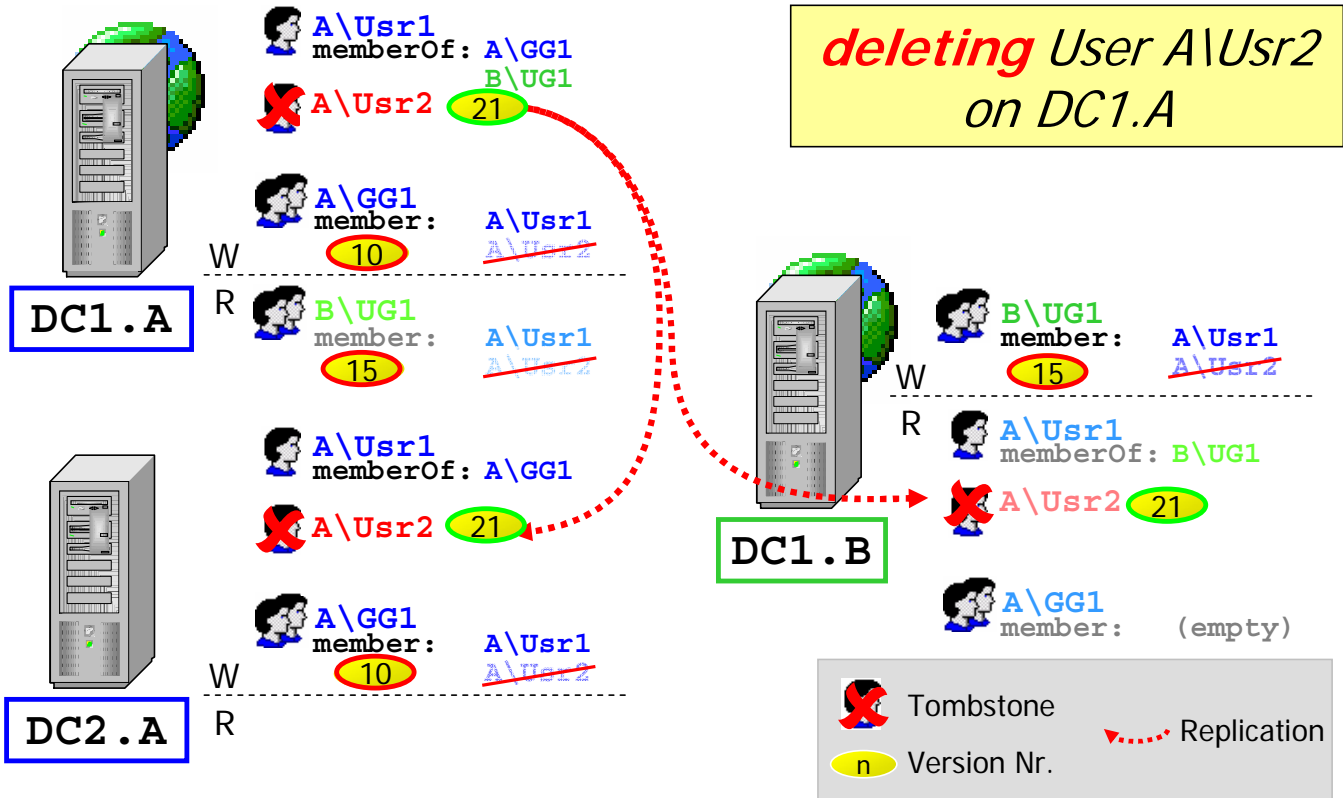 deleting User A\Usr2
on DC1.A
A\Usr1
memberOf: A\GG1
B\UG1
A\Usr2 21
A\GG1
member: A\Usr1
10 A\Usr2
W
R
DC1.A
B\UG1
member: A\Usr1
15 A\Usr2
A\Usr1
memberOf: A\GG1
A\Usr2 21
A\GG1
member: A\Usr1
10 A\Usr2
W
R
DC2.A
B\UG1
member: A\Usr1
15 A\Usr2
W
R
A\Usr1
memberOf: B\UG1
A\Usr2 21
DC1.B
A\GG1
member: (empty)
Tombstone
Replication
n Version Nr.